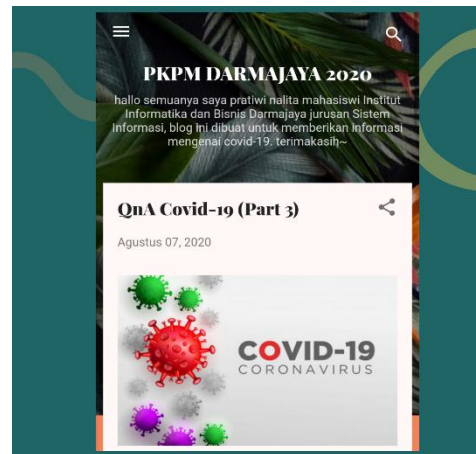 PKPM DARMAJAYA 2020
hallo semuanya saya pratiwi nalita mahasiswi Institut
Informatika dan Bisnis Darmajaya jurusan Sistem
Informasi, blog ini dibuat untuk memberikan informasi
mengenai covid-19. terimakasih~
QnA Covid-19 (Part 3)
Agustus 07, 2020
COVID-19
CORONAVIRUS